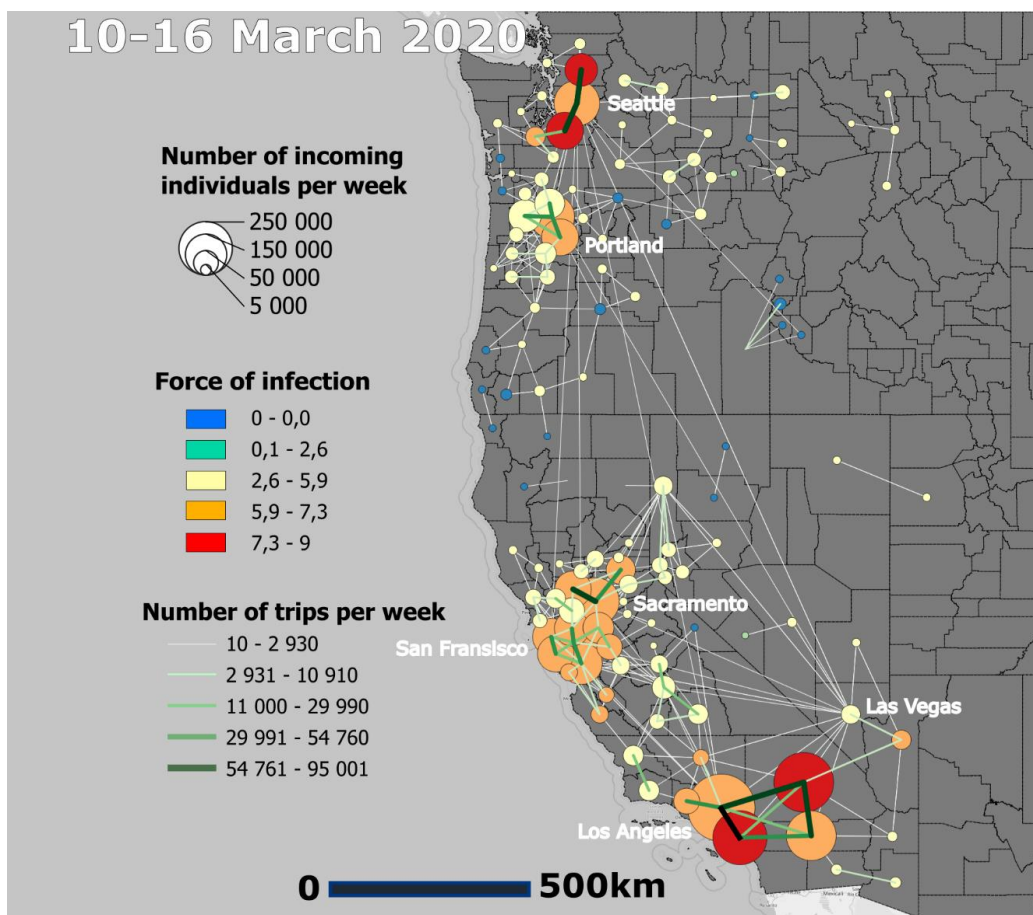 10-16 March 2020
Seattle
Number of incoming
individuals per week
250 000
150 000
50 000
5 000
Portland
Force of infection
0 - 0,0
0,1 - 2,6
2,6 - 5,9
5,9 - 7,3
7,3 - 9
Number of trips per week
10 - 2 930
2 931 - 10 910
11 000 - 29 990
29 991 - 54 760
54 761 - 95 001
Sacramento
San Fransisco
Las Vegas
Los Angeles
0 500km